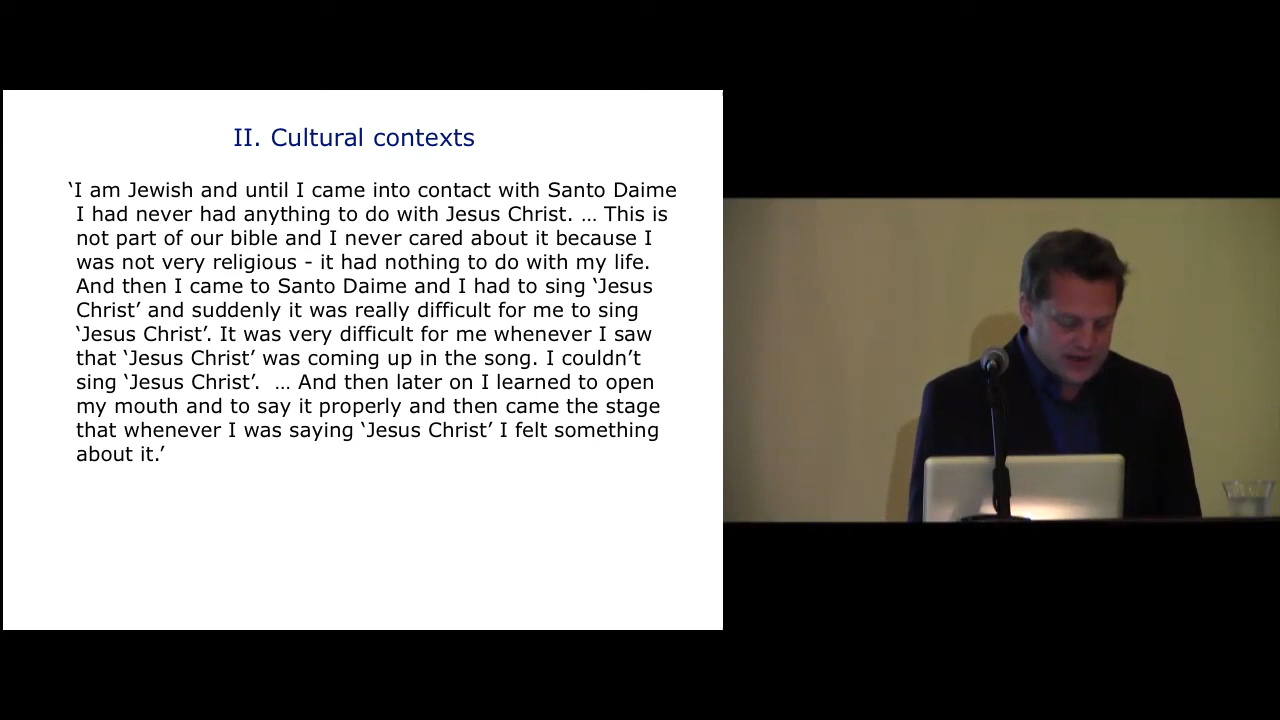 II. Cultural contexts
‘I am Jewish and until I came into contact with Santo Daime
I had never had anything to do with Jesus Christ. … This is
not part of our bible and I never cared about it because I
was not very religious - it had nothing to do with my life.
And then I came to Santo Daime and I had to sing ‘Jesus
Christ’ and suddenly it was really difficult for me to sing
‘Jesus Christ’. It was very difficult for me whenever I saw
that ‘Jesus Christ’ was coming up in the song. I couldn’t
sing ‘Jesus Christ’.  … And then later on I learned to open
my mouth and to say it properly and then came the stage
that whenever I was saying ‘Jesus Christ’ I felt something
about it.’